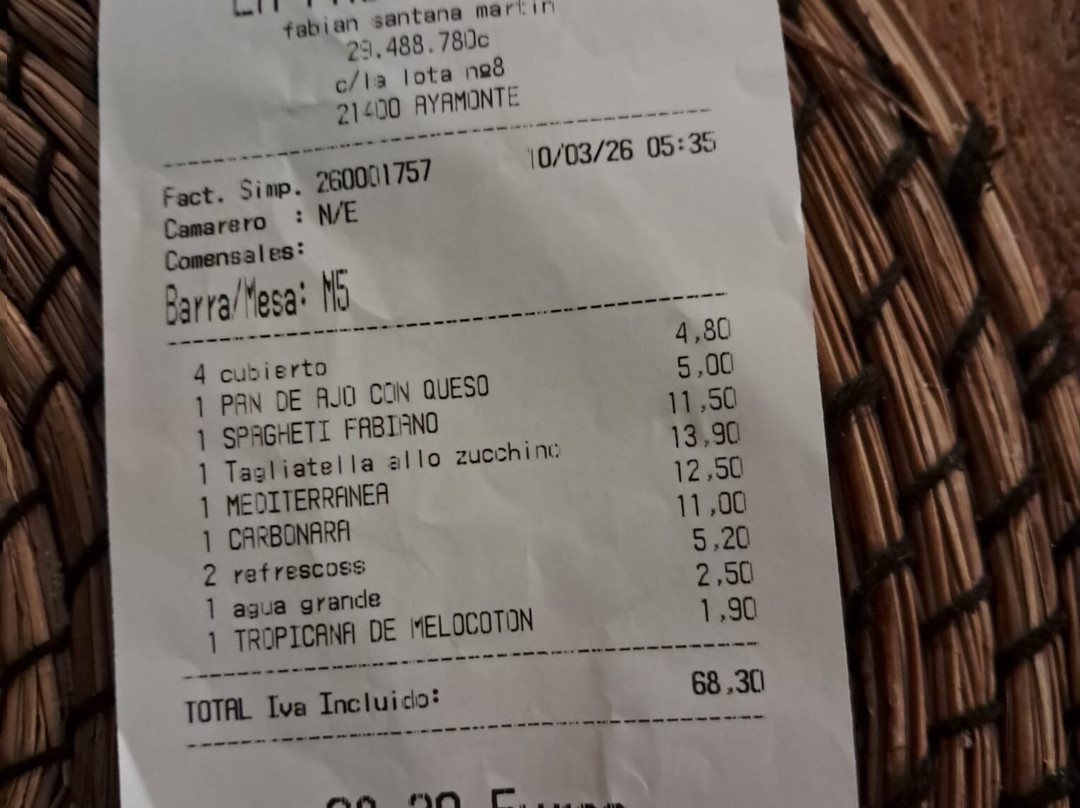 fabian santana martin
29.488.780c
c/la lota nº8
21400 AYAMONTE
Fact. Simp. 260001757 10/03/26 05:35
Camarero : N/E
Comensales:
Barra/Mesa: M5
4 cubierto 4,80
1 PAN DE AJO CON QUESO 5,00
1 SPAGHETI FABIANO 11,50
1 Tagliatella allo zucchino 13,90
1 MEDITERRANEA 12,50
1 CARBONARA 11,00
2 refrescoss 5,20
1 agua grande 2,50
1 TROPICANA DE MELOCOTON 1,90
TOTAL Iva Incluido: 68,30